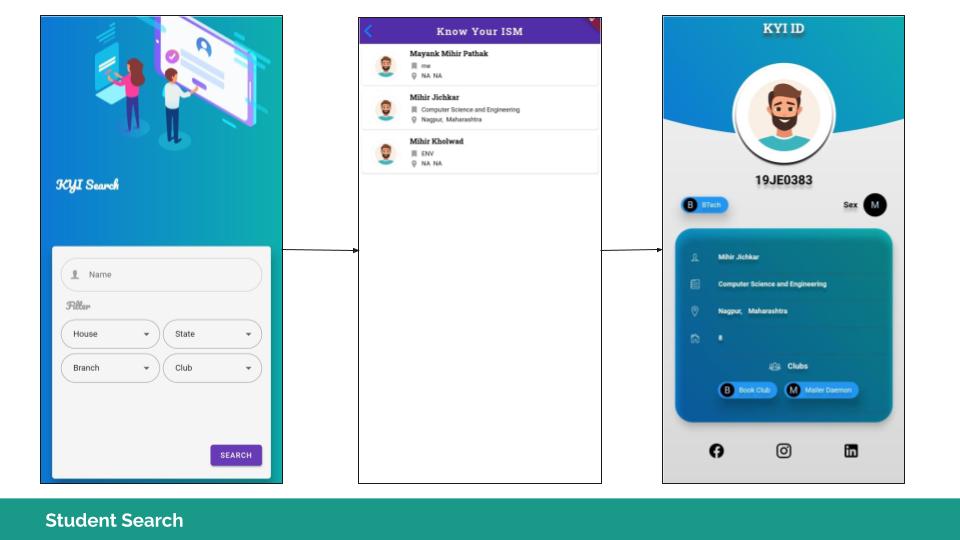 KYI Search
Name
Filter
House
State
Branch
Club
SEARCH
Know Your ISM
Mayank Mihir Pathak
me
NA NA
Mihir Jichkar
Computer Science and Engineering
Nagpur, Maharashtra
Mihir Kholwad
ENV
NA NA
KYI ID
19JE0383
B BTech
Sex M
Mihir Jichkar
Computer Science and Engineering
Nagpur, Maharashtra
8
Clubs
B Book Club M Mailer Daemon
Student Search